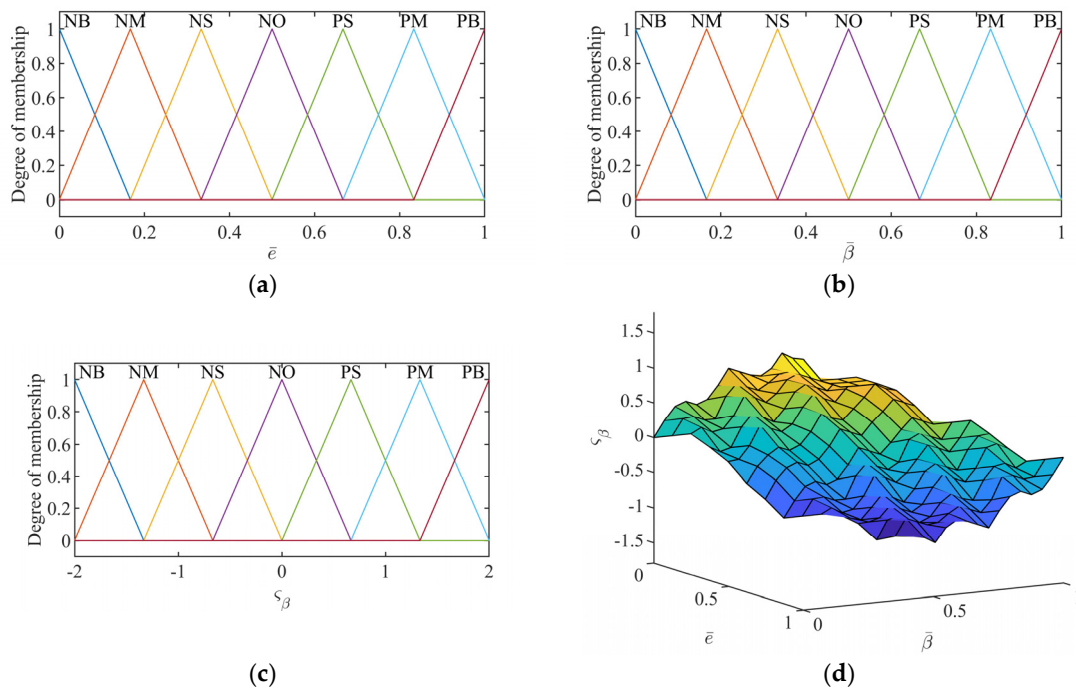 NB NM NS NO PS PM PB
1
0.8
0.6
0.4
0.2
0
Degree of membership
0 0.2 0.4 0.6 0.8 1
ē
(a)
NB NM NS NO PS PM PB
1
0.8
0.6
0.4
0.2
0
Degree of membership
0 0.2 0.4 0.6 0.8 1
β̄
(b)
NB NM NS NO PS PM PB
1
0.8
0.6
0.4
0.2
0
Degree of membership
-2 -1 0 1 2
ς_β
(c)
1.5
1
0.5
0
-0.5
-1
-1.5
ς_β
0
0.5
1
ē
0
0.5
β̄
(d)